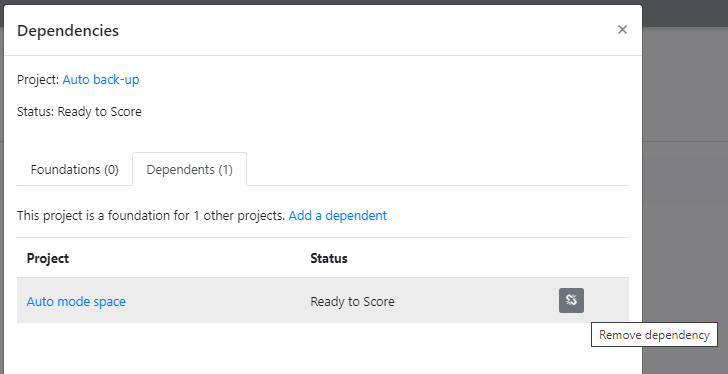 Dependencies
×
Project: Auto back-up
Status: Ready to Score
Foundations (0) Dependents (1)
This project is a foundation for 1 other projects. Add a dependent
Project Status
Auto mode space Ready to Score
Remove dependency